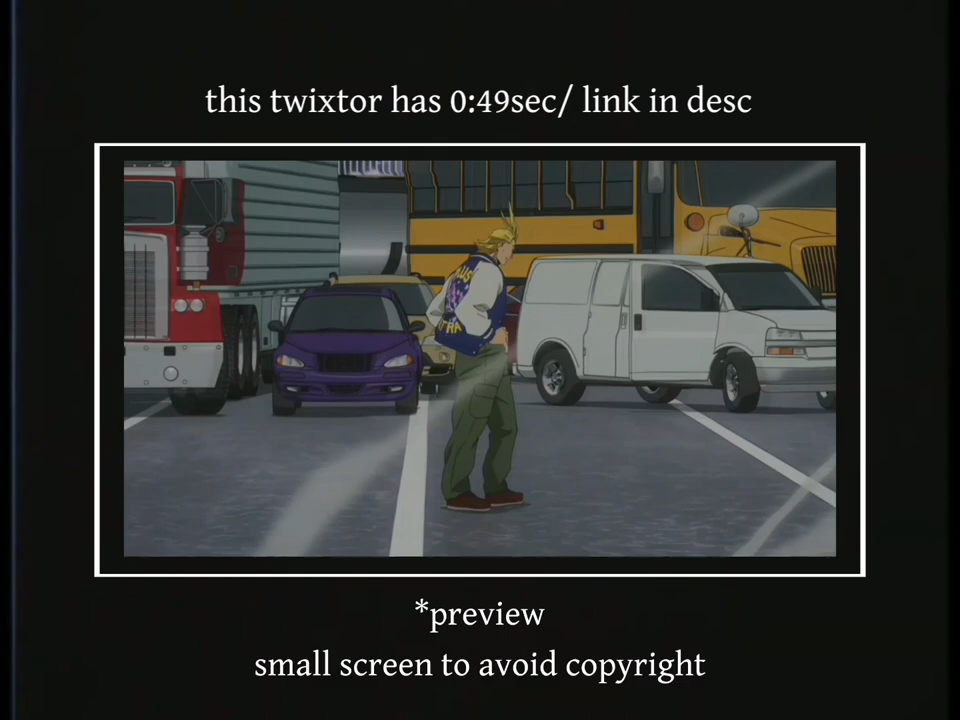 this twixtor has 0:49sec/ link in desc
*preview
small screen to avoid copyright